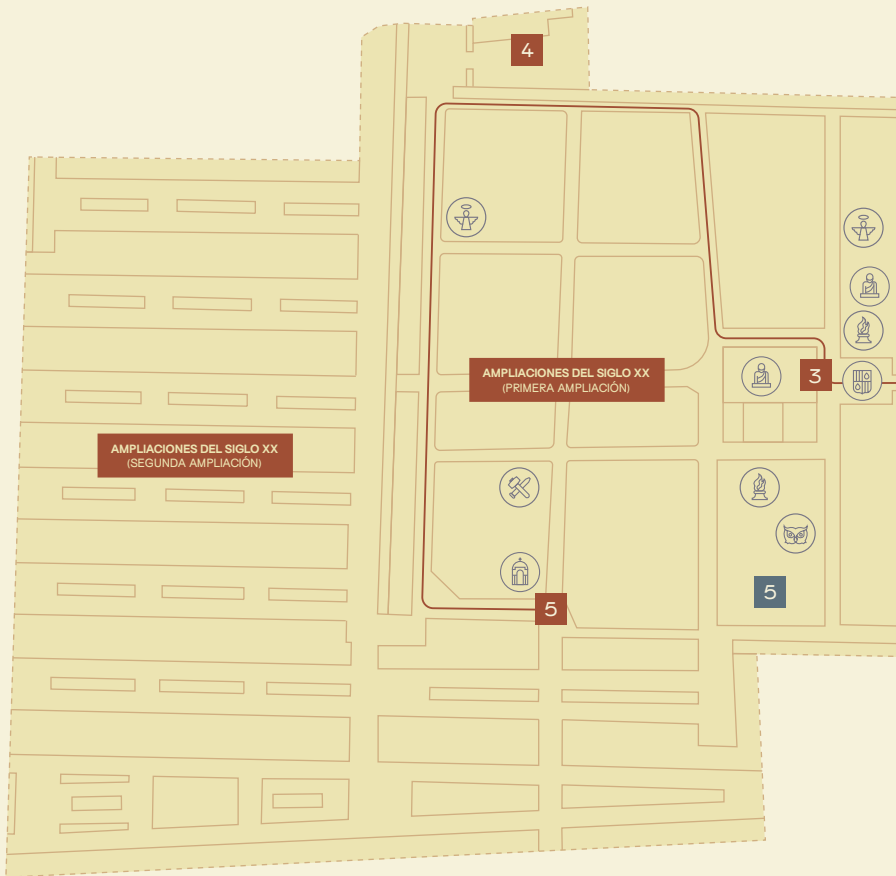 4
AMPLIACIONES DEL SIGLO XX
(PRIMERA AMPLIACIÓN)
3
AMPLIACIONES DEL SIGLO XX
(SEGUNDA AMPLIACIÓN)
5
5